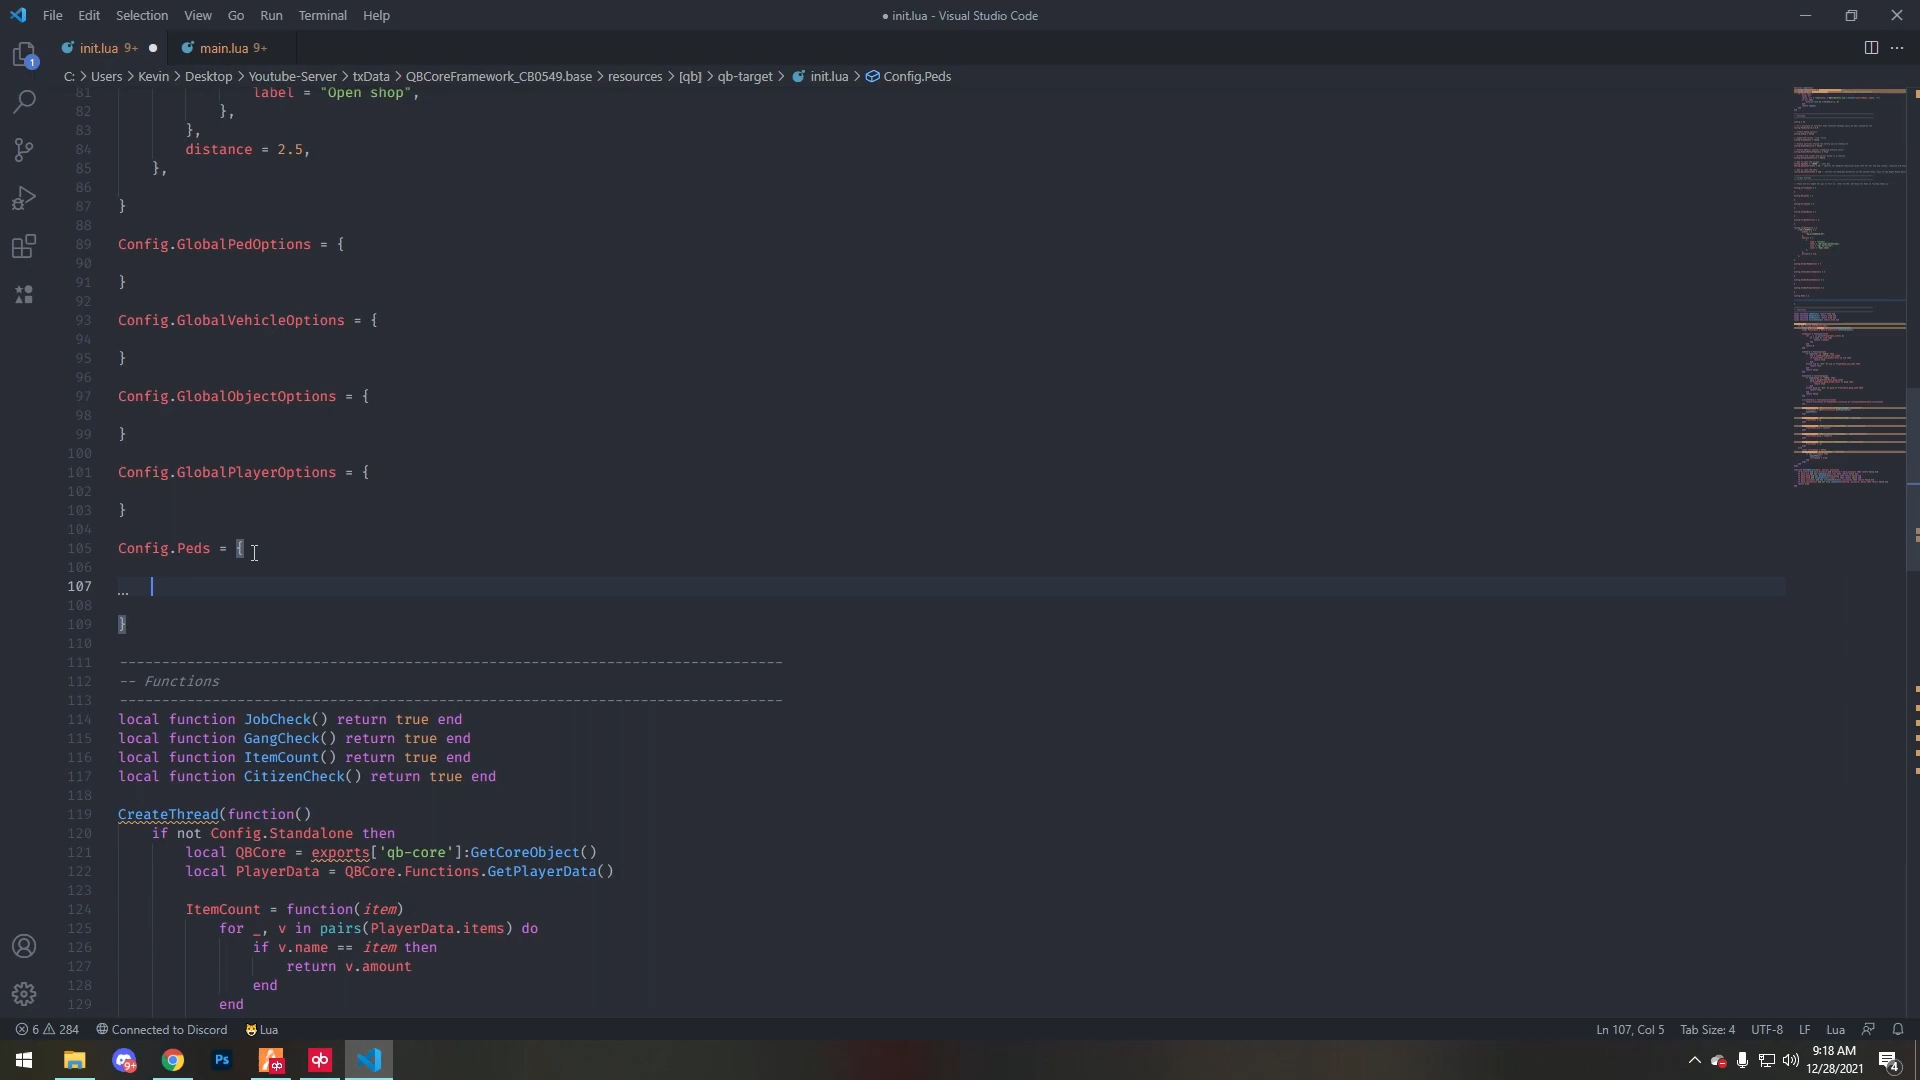 File Edit Selection View Go Run Terminal Help
● init.lua - Visual Studio Code
init.lua 9+ ●
main.lua 9+
C: > Users > Kevin > Desktop > Youtube-Server > txData > QBCoreFramework_CB0549.base > resources > [qb] > qb-target > init.lua > Config.Peds
81 label = "Open shop",
82 },
83 },
84 distance = 2.5,
85 },
86
87 }
88
89 Config.GlobalPedOptions = {
90
91 }
92
93 Config.GlobalVehicleOptions = {
94
95 }
96
97 Config.GlobalObjectOptions = {
98
99 }
100
101 Config.GlobalPlayerOptions = {
102
103 }
104
105 Config.Peds = {
106
107 ...
108
109 }
110
111 -------------------------------------------------------------------------------
112 -- Functions
113 -------------------------------------------------------------------------------
114 local function JobCheck() return true end
115 local function GangCheck() return true end
116 local function ItemCount() return true end
117 local function CitizenCheck() return true end
118
119 CreateThread(function()
120 if not Config.Standalone then
121 local QBCore = exports['qb-core']:GetCoreObject()
122 local PlayerData = QBCore.Functions.GetPlayerData()
123
124 ItemCount = function(item)
125 for _, v in pairs(PlayerData.items) do
126 if v.name == item then
127 return v.amount
128 end
129 end
6 284 Connected to Discord Lua
Ln 107, Col 5 Tab Size: 4 UTF-8 LF Lua
9+ Ps qb qb
9:18 AM
12/28/2021
4
1